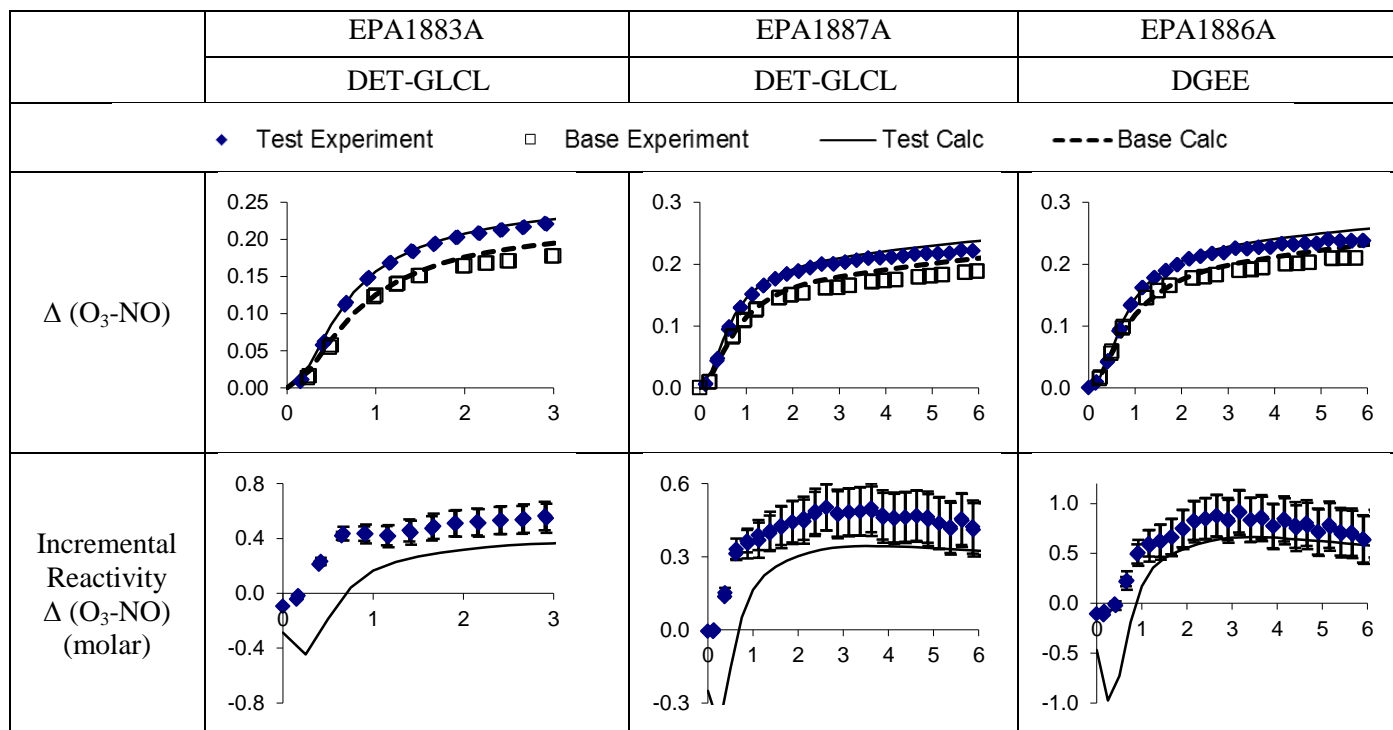 EPA1883A EPA1887A EPA1886A
DET-GLCL DET-GLCL DGEE
Test Experiment Base Experiment Test Calc Base Calc
Δ (O₃-NO)
0.25
0.20
0.15
0.10
0.05
0.00
0 1 2 3
0.3
0.2
0.1
0.0
0 1 2 3 4 5 6
0.3
0.2
0.1
0.0
0 1 2 3 4 5 6
Incremental
Reactivity
Δ (O₃-NO)
(molar)
0.8
0.4
0.0
-0.4
-0.8
0 1 2 3
0.6
0.3
0.0
-0.3
0 1 2 3 4 5 6
1.0
0.5
0.0
-0.5
-1.0
0 1 2 3 4 5 6